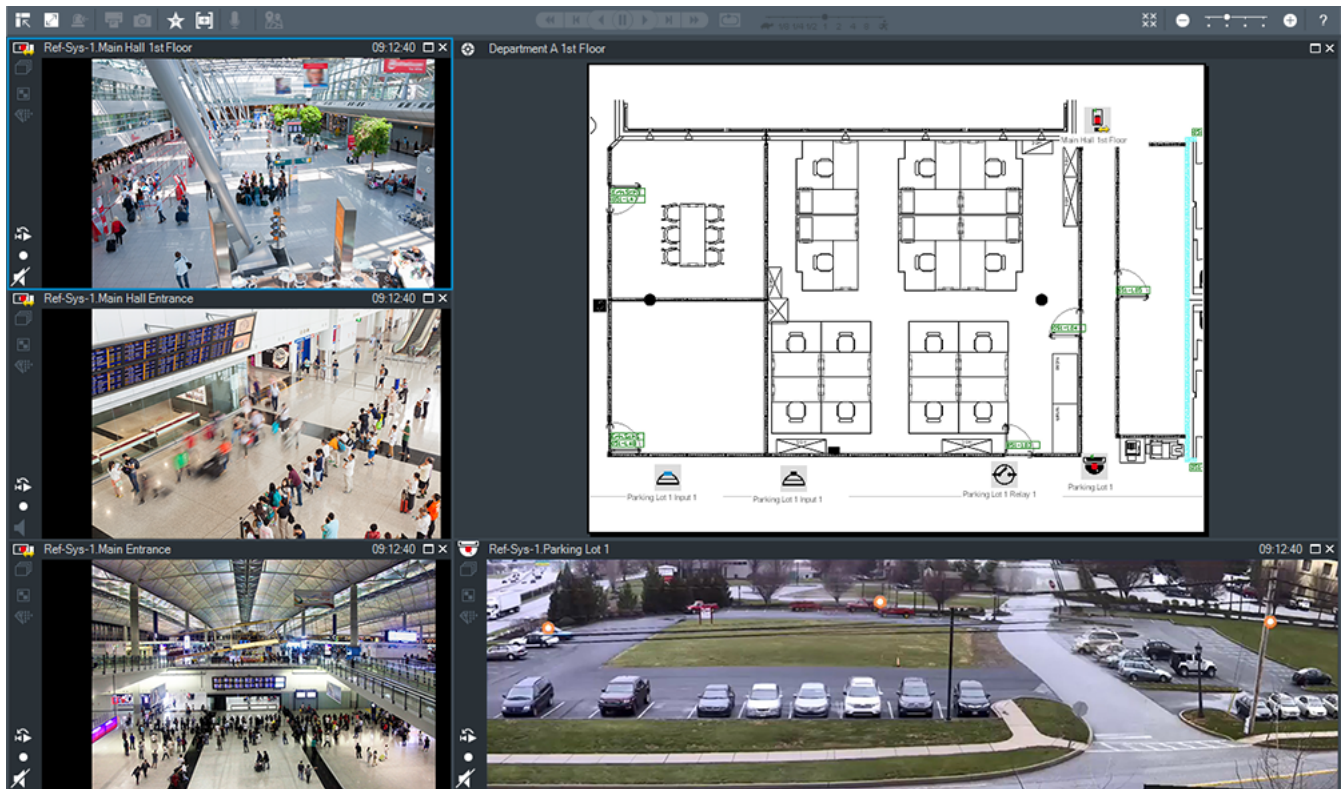 ?
Ref-Sys-1.Main Hall 1st Floor 09:12:40
Department A 1st Floor
Main Hall 1st Floor
Ref-Sys-1.Main Hall Entrance 09:12:40
Parking Lot 1 Input 1
Parking Lot 1 Input 1
Parking Lot 1 Relay 1
Parking Lot 1
Ref-Sys-1.Main Entrance 09:12:40
Ref-Sys-1.Parking Lot 1 09:12:40